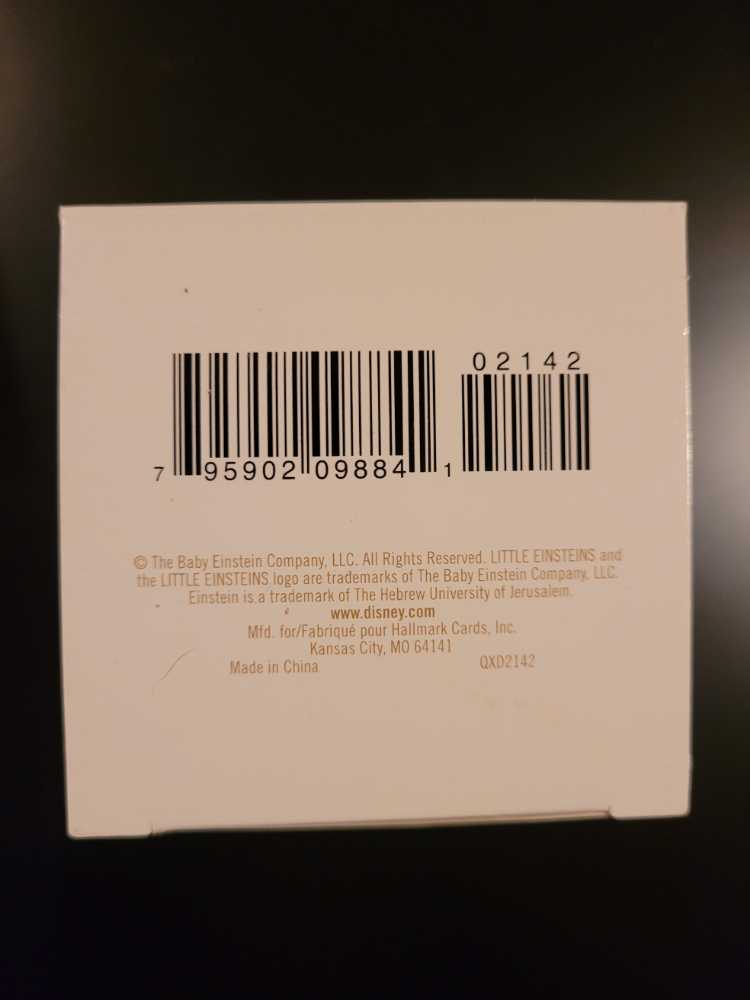 02142
7 95902 09884 1
© The Baby Einstein Company, LLC. All Rights Reserved. LITTLE EINSTEINS and
the LITTLE EINSTEINS logo are trademarks of The Baby Einstein Company, LLC.
Einstein is a trademark of The Hebrew University of Jerusalem.
www.disney.com
Mfd. for/Fabriqué pour Hallmark Cards, Inc.
Kansas City, MO 64141
Made in China QXD2142